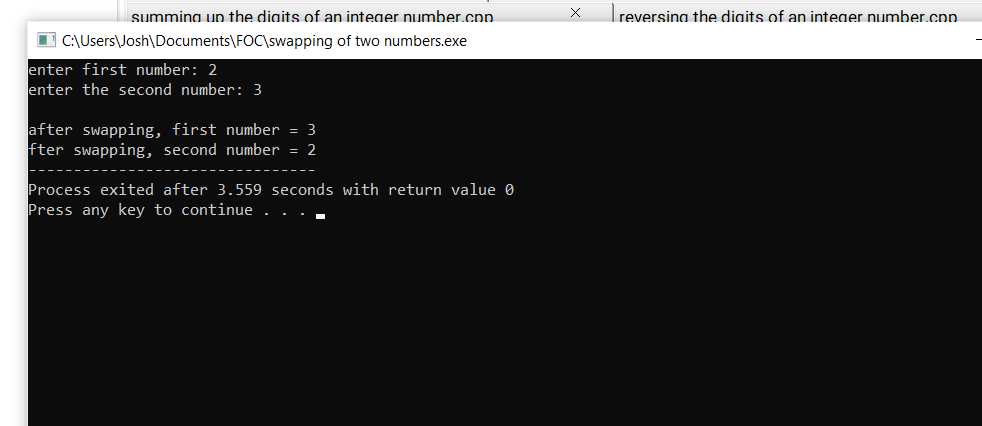 summing up the digits of an integer number.cpp
reversing the digits of an integer number.cpp
C:\Users\Josh\Documents\FOC\swapping of two numbers.exe
enter first number: 2
enter the second number: 3
after swapping, first number = 3
fter swapping, second number = 2
--------------------------------
Process exited after 3.559 seconds with return value 0
Press any key to continue . . .